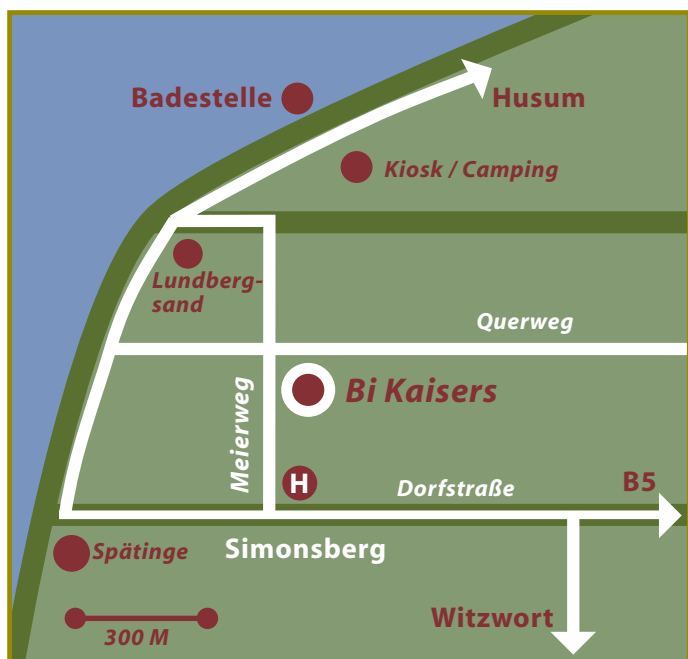 Badestelle
Husum
Kiosk / Camping
Lundberg-
sand
Querweg
Bi Kaisers
Meierweg
H
Dorfstraße
B5
Simonsberg
Spätinge
Witzwort
300 M